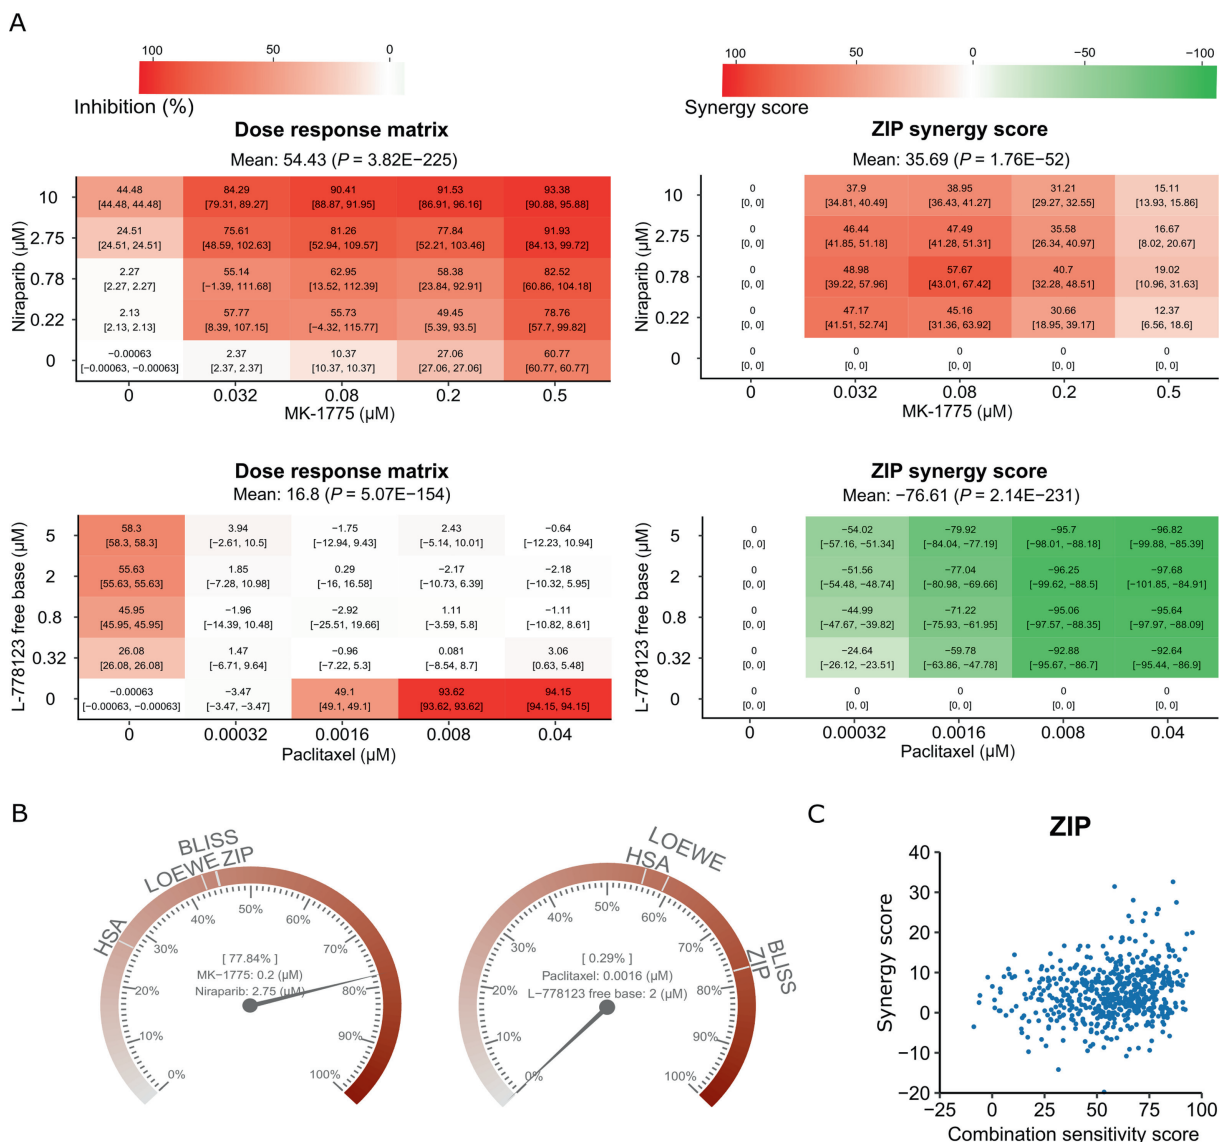 A
100 50 0
Inhibition (%)
100 50 0 −50 −100
Synergy score
Dose response matrix
Mean: 54.43 (P = 3.82E−225)
Niraparib (μM)
10
44.48 84.29 90.41 91.53 93.38
[44.48, 44.48] [79.31, 89.27] [88.87, 91.95] [86.91, 96.16] [90.88, 95.88]
2.75
24.51 75.61 81.26 77.84 91.93
[24.51, 24.51] [48.59, 102.63] [52.94, 109.57] [52.21, 103.46] [84.13, 99.72]
0.78
2.27 55.14 62.95 58.38 82.52
[2.27, 2.27] [−1.39, 111.68] [13.52, 112.39] [23.84, 92.91] [60.86, 104.18]
0.22
2.13 57.77 55.73 49.45 78.76
[2.13, 2.13] [8.39, 107.15] [−4.32, 115.77] [5.39, 93.5] [57.7, 99.82]
0
−0.00063 2.37 10.37 27.06 60.77
[−0.00063, −0.00063] [2.37, 2.37] [10.37, 10.37] [27.06, 27.06] [60.77, 60.77]
0 0.032 0.08 0.2 0.5
MK-1775 (μM)
ZIP synergy score
Mean: 35.69 (P = 1.76E−52)
Niraparib (μM)
10
0 37.9 38.95 31.21 15.11
[0, 0] [34.81, 40.49] [36.43, 41.27] [29.27, 32.55] [13.93, 15.86]
2.75
0 46.44 47.49 35.58 16.67
[0, 0] [41.85, 51.18] [41.28, 51.31] [26.34, 40.97] [8.02, 20.67]
0.78
0 48.98 57.67 40.7 19.02
[0, 0] [39.22, 57.96] [43.01, 67.42] [32.28, 48.51] [10.96, 31.63]
0.22
0 47.17 45.16 30.66 12.37
[0, 0] [41.51, 52.74] [31.36, 63.92] [18.95, 39.17] [6.56, 18.6]
0
0 0 0 0 0
[0, 0] [0, 0] [0, 0] [0, 0] [0, 0]
0 0.032 0.08 0.2 0.5
MK-1775 (μM)
Dose response matrix
Mean: 16.8 (P = 5.07E−154)
L-778123 free base (μM)
5
58.3 3.94 −1.75 2.43 −0.64
[58.3, 58.3] [−2.61, 10.5] [−12.94, 9.43] [−5.14, 10.01] [−12.23, 10.94]
2
55.63 1.85 0.29 −2.17 −2.18
[55.63, 55.63] [−7.28, 10.98] [−16, 16.58] [−10.73, 6.39] [−10.32, 5.95]
0.8
45.95 −1.96 −2.92 1.11 −1.11
[45.95, 45.95] [−14.39, 10.48] [−25.51, 19.66] [−3.59, 5.8] [−10.82, 8.61]
0.32
26.08 1.47 −0.96 0.081 3.06
[26.08, 26.08] [−6.71, 9.64] [−7.22, 5.3] [−8.54, 8.7] [0.63, 5.48]
0
−0.00063 −3.47 49.1 93.62 94.15
[−0.00063, −0.00063] [−3.47, −3.47] [49.1, 49.1] [93.62, 93.62] [94.15, 94.15]
0 0.00032 0.0016 0.008 0.04
Paclitaxel (μM)
ZIP synergy score
Mean: −76.61 (P = 2.14E−231)
L-778123 free base (μM)
5
0 −54.02 −79.92 −95.7 −96.82
[0, 0] [−57.16, −51.34] [−84.04, −77.19] [−98.01, −88.18] [−99.88, −85.39]
2
0 −51.56 −77.04 −96.25 −97.68
[0, 0] [−54.48, −48.74] [−80.98, −69.66] [−99.62, −88.5] [−101.85, −84.91]
0.8
0 −44.99 −71.22 −95.06 −95.64
[0, 0] [−47.67, −39.82] [−75.93, −61.95] [−97.57, −88.35] [−97.97, −88.09]
0.32
0 −24.64 −59.78 −92.88 −92.64
[0, 0] [−26.12, −23.51] [−63.86, −47.78] [−95.67, −86.7] [−95.44, −86.9]
0
0 0 0 0 0
[0, 0] [0, 0] [0, 0] [0, 0] [0, 0]
0 0.00032 0.0016 0.008 0.04
Paclitaxel (μM)
B
HSA
LOEWE
BLISS
ZIP
0% 10% 20% 30% 40% 50% 60% 70% 80% 90% 100%
[ 77.84% ]
MK−1775: 0.2 (μM)
Niraparib: 2.75 (μM)
HSA
LOEWE
BLISS
ZIP
0% 10% 20% 30% 40% 50% 60% 70% 80% 90% 100%
[ 0.29% ]
Paclitaxel: 0.0016 (μM)
L−778123 free base: 2 (μM)
C
ZIP
Synergy score
40
30
20
10
0
−10
−20
−25 0 25 50 75 100
Combination sensitivity score